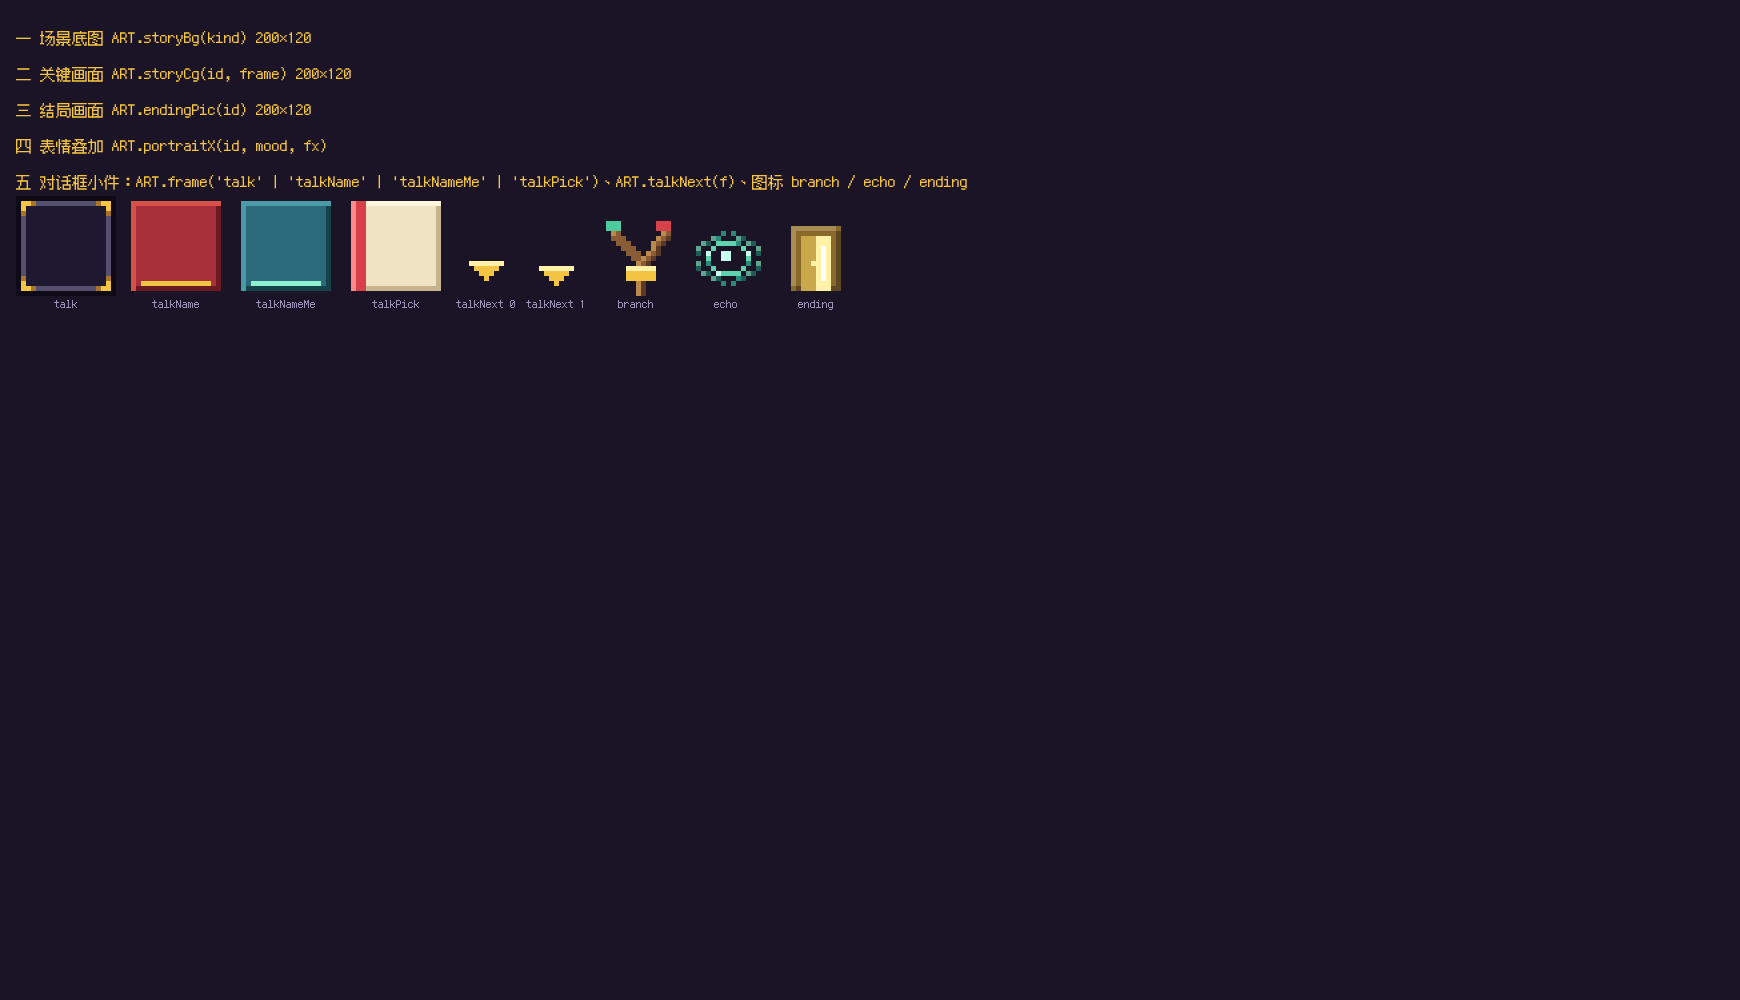 一 场景底图 ART.storyBg(kind) 200×120
二 关键画面 ART.storyCg(id, frame) 200×120
三 结局画面 ART.endingPic(id) 200×120
四 表情叠加 ART.portraitX(id, mood, fx)
五 对话框小件：ART.frame('talk' | 'talkName' | 'talkNameMe' | 'talkPick')、ART.talkNext(f)、图标 branch / echo / ending
talk talkName talkNameMe talkPick talkNext 0 talkNext 1 branch echo ending